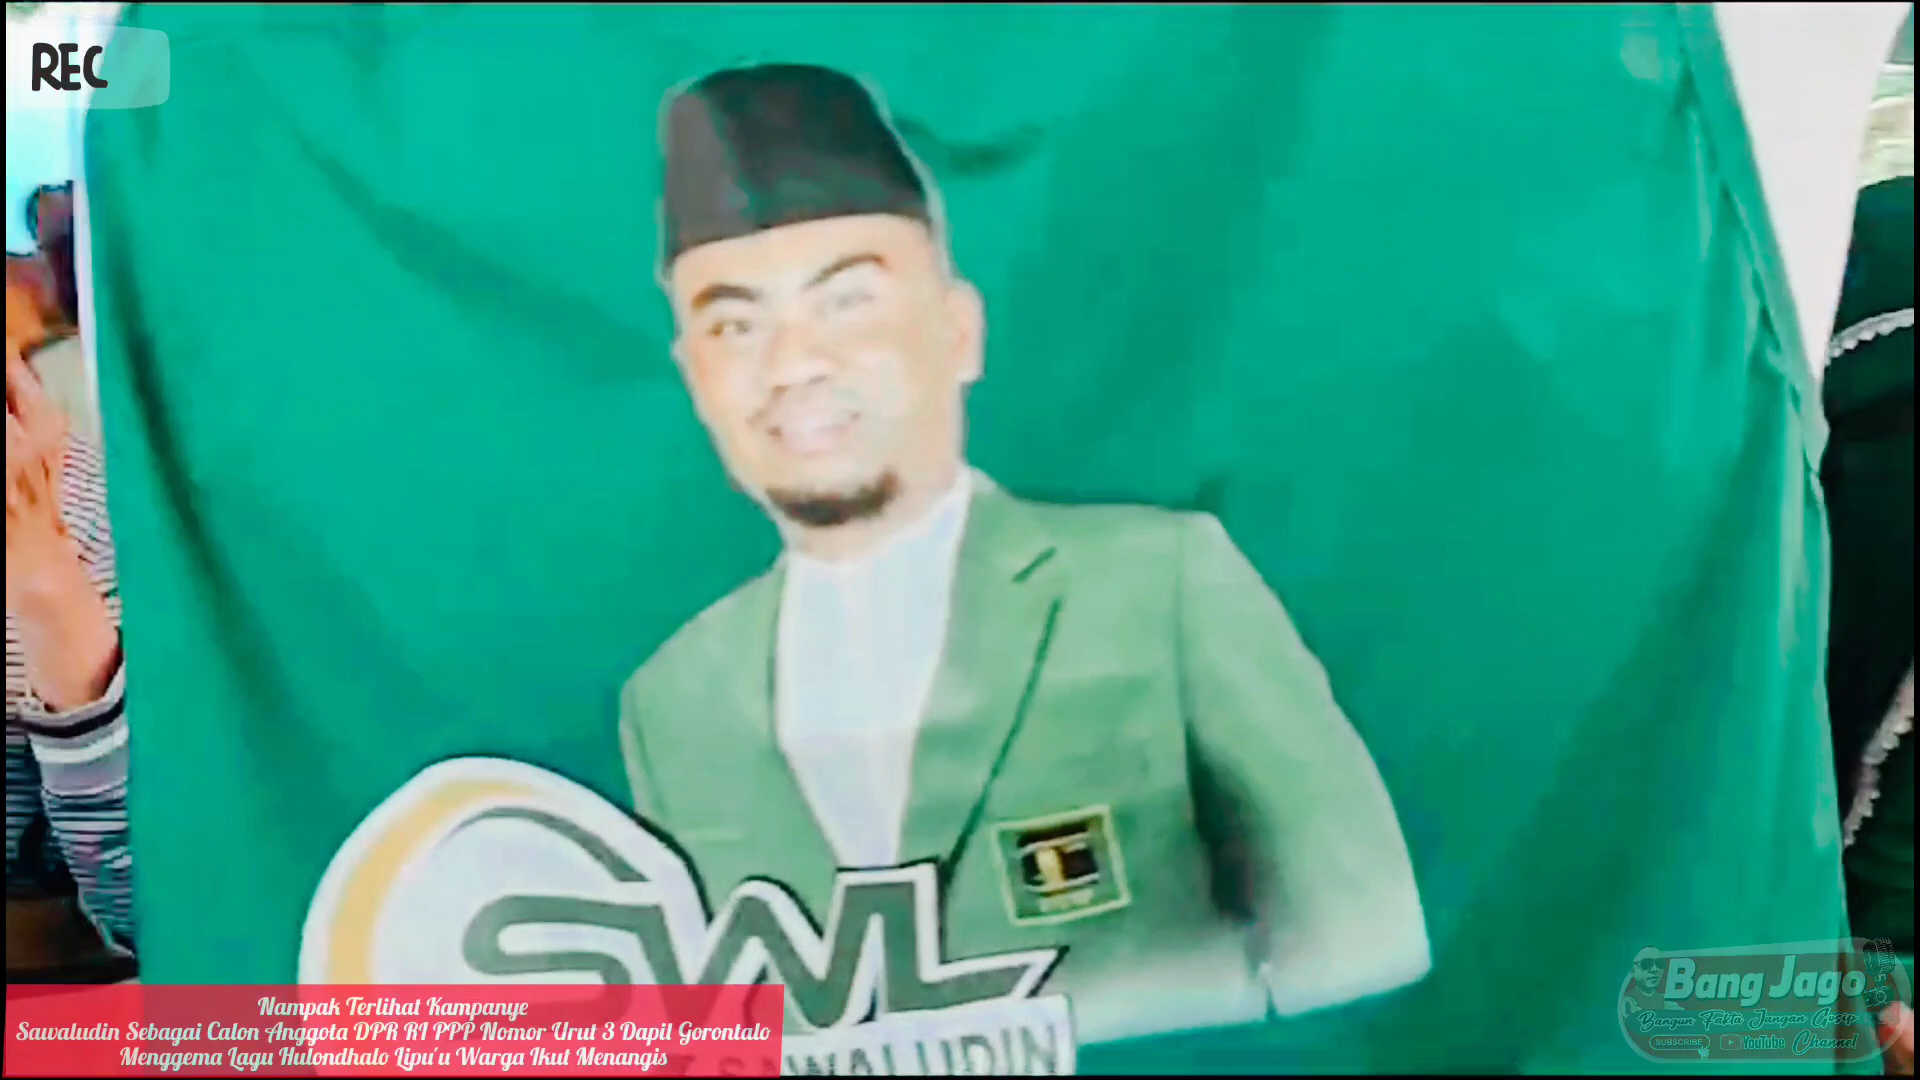 REC
SWL
SAWALUDIN
Nampak Terlihat Kampanye
Sawaludin Sebagai Calon Anggota DPR RI PPP Nomor Urut 3 Dapil Gorontalo
Menggema Lagu Hulondhalo Lipu'u Warga Ikut Menangis
Bang Jago
Bangun Fakta Jangan Gosip
SUBSCRIBE YouTube Channel